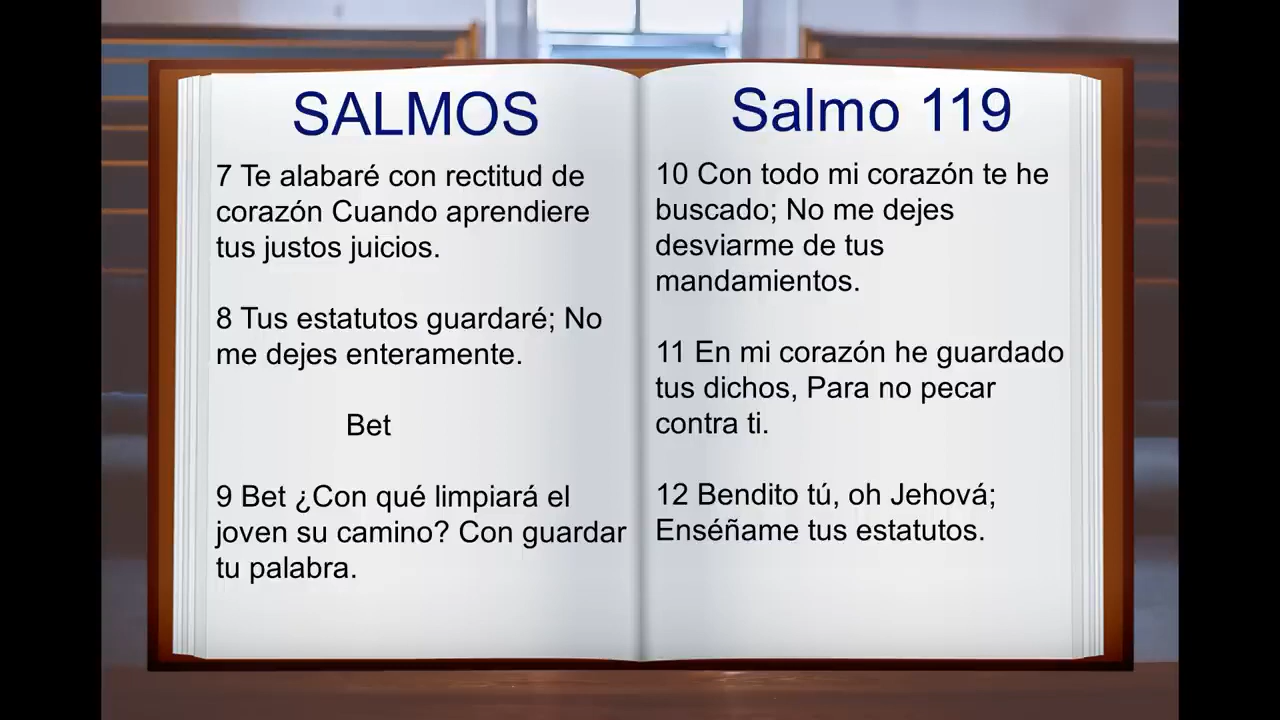 SALMOS
7 Te alabaré con rectitud de
corazón Cuando aprendiere
tus justos juicios.
8 Tus estatutos guardaré; No
me dejes enteramente.
Bet
9 Bet ¿Con qué limpiará el
joven su camino? Con guardar
tu palabra.
Salmo 119
10 Con todo mi corazón te he
buscado; No me dejes
desviarme de tus
mandamientos.
11 En mi corazón he guardado
tus dichos, Para no pecar
contra ti.
12 Bendito tú, oh Jehová;
Enséñame tus estatutos.